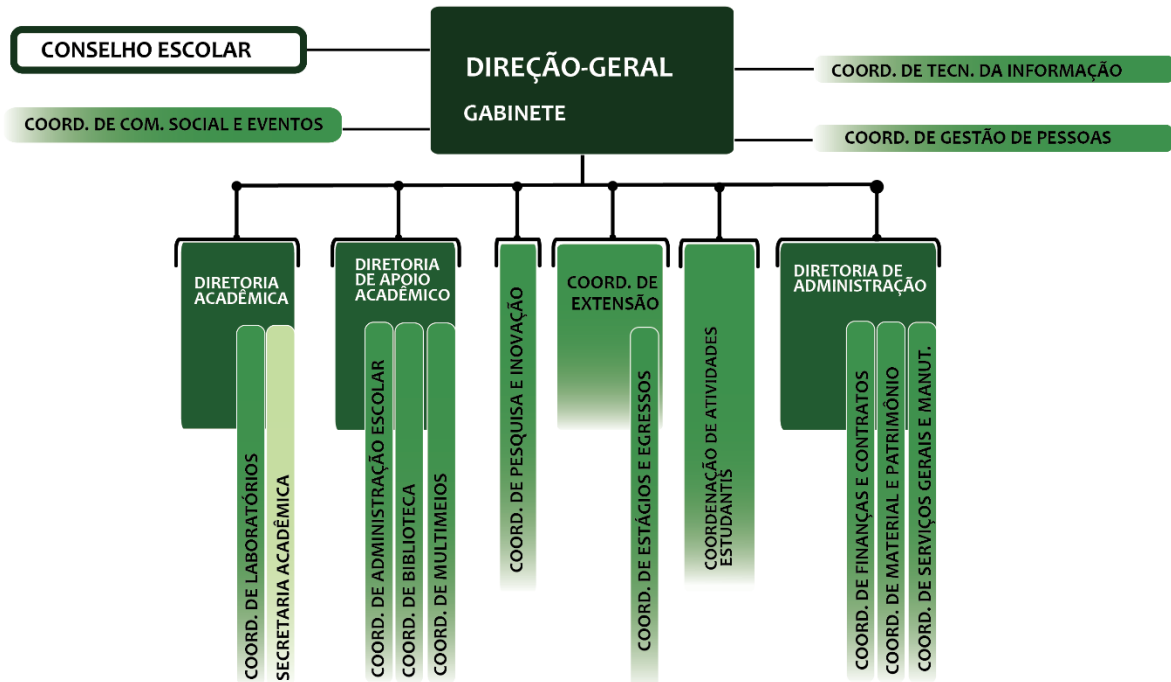 CONSELHO ESCOLAR
DIREÇÃO-GERAL
GABINETE
COORD. DE TECN. DA INFORMAÇÃO
COORD. DE COM. SOCIAL E EVENTOS
COORD. DE GESTÃO DE PESSOAS
DIRETORIA
ACADÊMICA
COORD. DE LABORATÓRIOS
SECRETARIA ACADÊMICA
DIRETORIA
DE APOIO
ACADÊMICO
COORD. DE ADMINISTRAÇÃO ESCOLAR
COORD. DE BIBLIOTECA
COORD. DE MULTIMEIOS
COORD. DE PESQUISA E INOVAÇÃO
COORD. DE
EXTENSÃO
COORD. DE ESTÁGIOS E EGRESSOS
COORDENAÇÃO DE ATIVIDADES
ESTUDANTIS
DIRETORIA DE
ADMINISTRAÇÃO
COORD. DE FINANÇAS E CONTRATOS
COORD. DE MATERIAL E PATRIMÔNIO
COORD. DE SERVIÇOS GERAIS E MANUT.